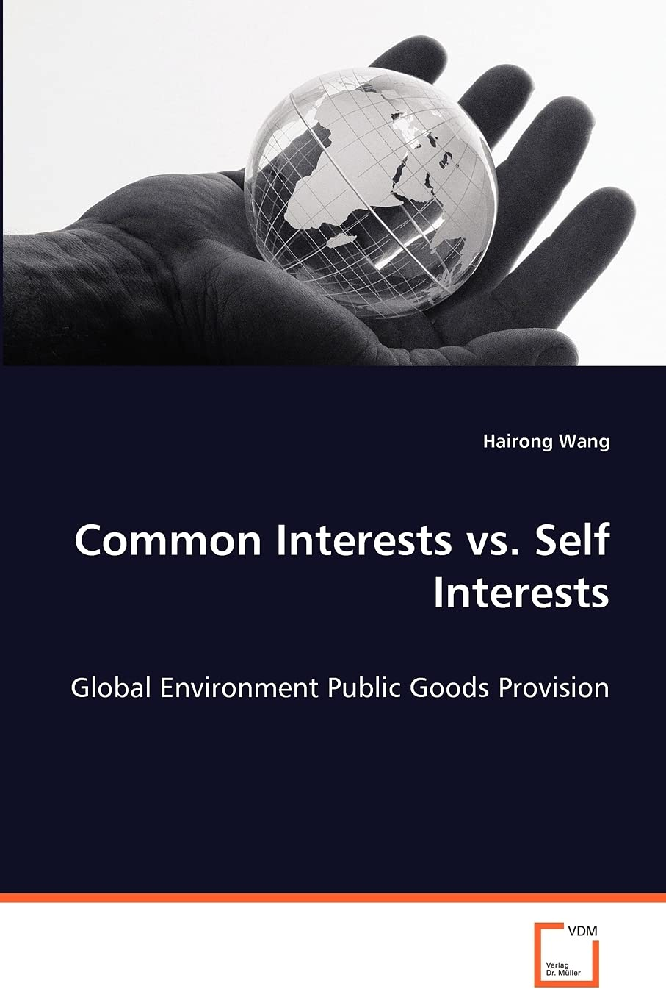 Hairong Wang
Common Interests vs. Self
Interests
Global Environment Public Goods Provision
VDM
Verlag
Dr. Müller